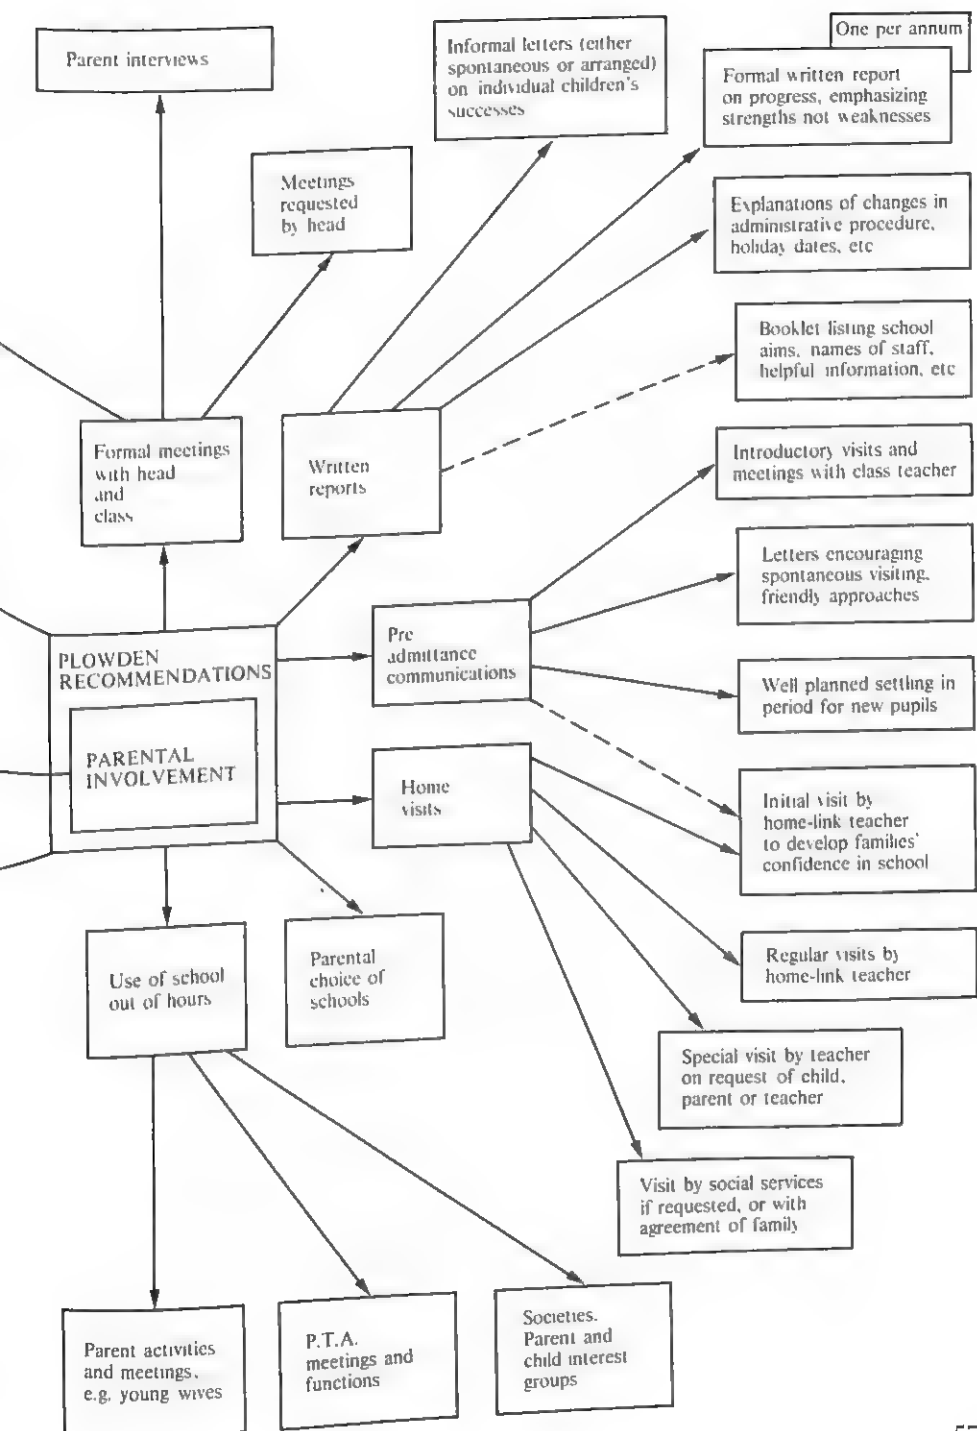 Parent interviews
Informal letters (either
spontaneous or arranged)
on individual children's
successes
One per annum
Formal written report
on progress, emphasizing
strengths not weaknesses
Meetings
requested
by head
Explanations of changes in
administrative procedure,
holiday dates, etc
Booklet listing school
aims, names of staff,
helpful information, etc
Formal meetings
with head
and
class
Written
reports
Introductory visits and
meetings with class teacher
Letters encouraging
spontaneous visiting,
friendly approaches
Pre
admittance
communications
PLOWDEN
RECOMMENDATIONS
Well planned settling in
period for new pupils
PARENTAL
INVOLVEMENT
Home
visits
Initial visit by
home-link teacher
to develop families'
confidence in school
Use of school
out of hours
Parental
choice of
schools
Regular visits by
home-link teacher
Special visit by teacher
on request of child,
parent or teacher
Visit by social services
if requested, or with
agreement of family
Parent activities
and meetings,
e.g. young wives
P.T.A.
meetings and
functions
Societies.
Parent and
child interest
groups